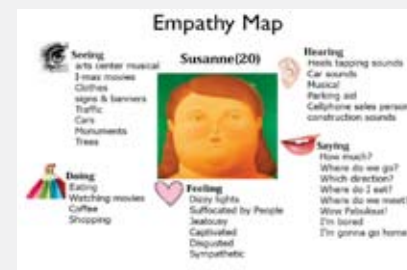 Empathy Map
Seeing
arts center musical
I-max movies
Clothes
signs & banners
Traffic
Cars
Monuments
Trees
Susanne(20)
Hearing
Heels tapping sounds
Car sounds
Musical
Parking aid
Cellphone sales person
construction sounds
Doing
Eating
Watching movies
Coffee
Shopping
Feeling
Dizzy lights
Suffocated by People
Jealousy
Captivated
Disgusted
Sympathetic
Saying
How much?
Where do we go?
Which direction?
Where do I eat?
Where do we meet?
Wow Fabulous!
I'm bored
I'm gonna go home